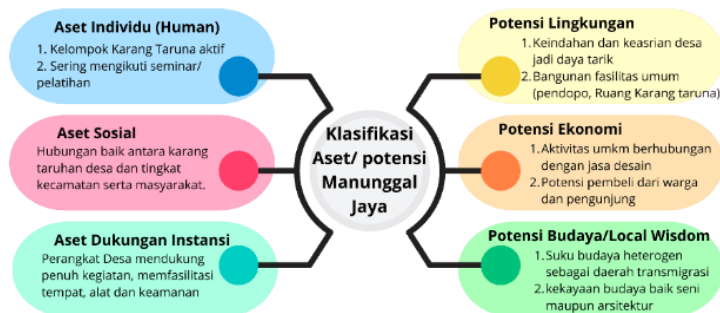 Aset Individu (Human)
1. Kelompok Karang Taruna aktif
2. Sering mengikuti seminar/
pelatihan
Aset Sosial
Hubungan baik antara karang
taruhan desa dan tingkat
kecamatan serta masyarakat.
Aset Dukungan Instansi
Perangkat Desa mendukung
penuh kegiatan, memfasilitasi
tempat, alat dan keamanan
Klasifikasi
Aset/ potensi
Manunggal
Jaya
Potensi Lingkungan
1.Keindahan dan keasrian desa
jadi daya tarik
2.Bangunan fasilitas umum
(pendopo, Ruang Karang taruna)
Potensi Ekonomi
1.Aktivitas umkm berhubungan
dengan jasa desain
2.Potensi pembeli dari warga
dan pengunjung
Potensi Budaya/Local Wisdom
1.Suku budaya heterogen
sebagai daerah transmigrasi
2.kekayaan budaya baik seni
maupun arsitektur